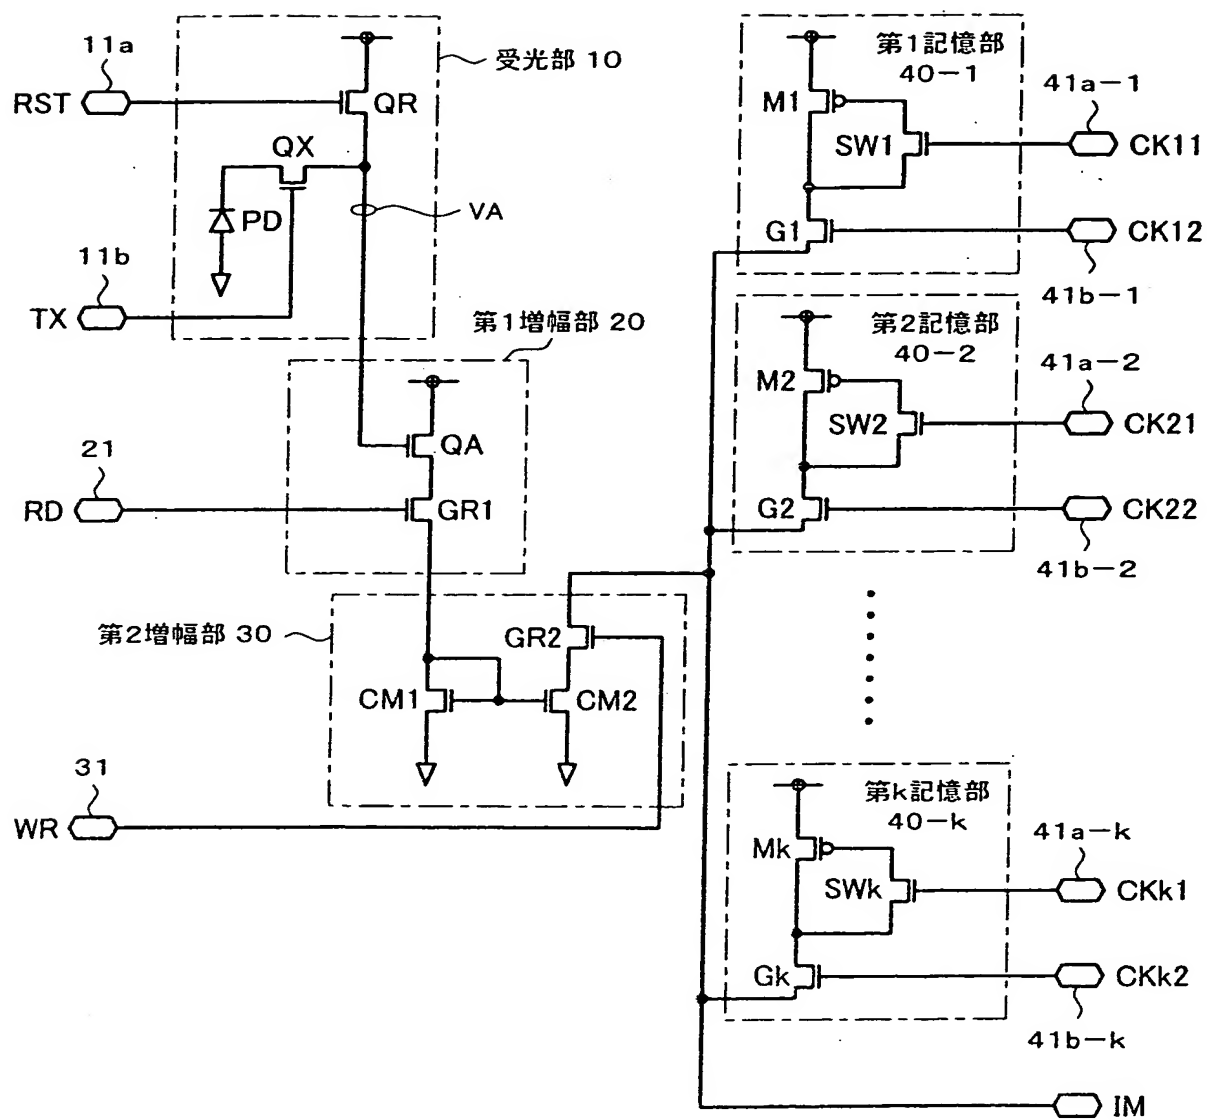 11a
RST
受光部 10
QR
QX
PD
VA
11b
TX
第1増幅部 20
QA
21
RD
GR1
第2増幅部 30
GR2
CM1
CM2
31
WR
第1記憶部
40-1
M1
SW1
41a-1
CK11
G1
CK12
41b-1
第2記憶部
40-2
M2
SW2
41a-2
CK21
G2
CK22
41b-2
第k記憶部
40-k
Mk
SWk
41a-k
CKk1
Gk
CKk2
41b-k
IM